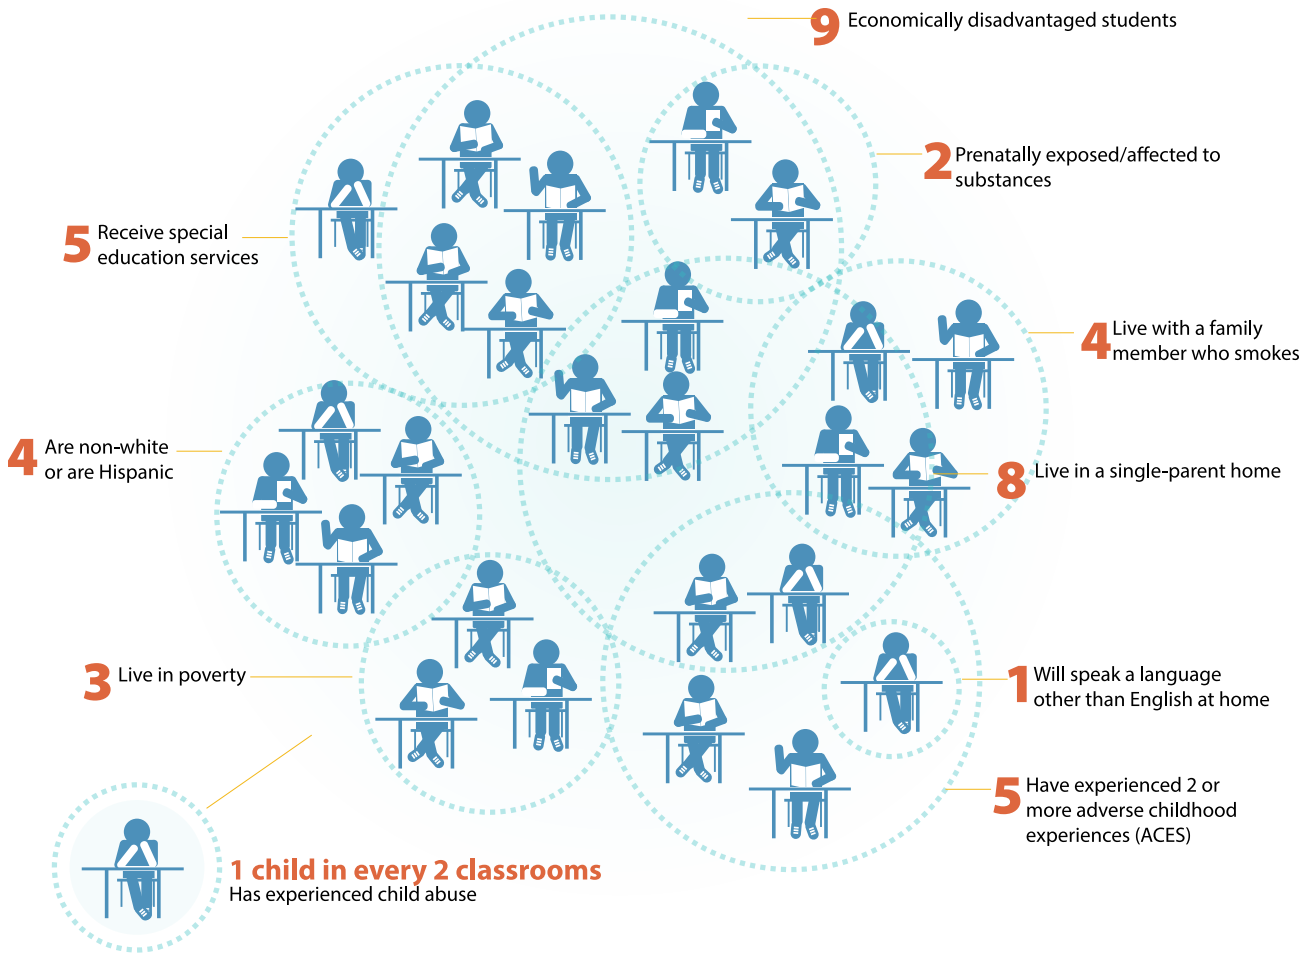 9 Economically disadvantaged students
2 Prenatally exposed/affected to
substances
5 Receive special
education services
4 Live with a family
member who smokes
4 Are non-white
or are Hispanic
8 Live in a single-parent home
3 Live in poverty
1 Will speak a language
other than English at home
5 Have experienced 2 or
more adverse childhood
experiences (ACES)
1 child in every 2 classrooms
Has experienced child abuse